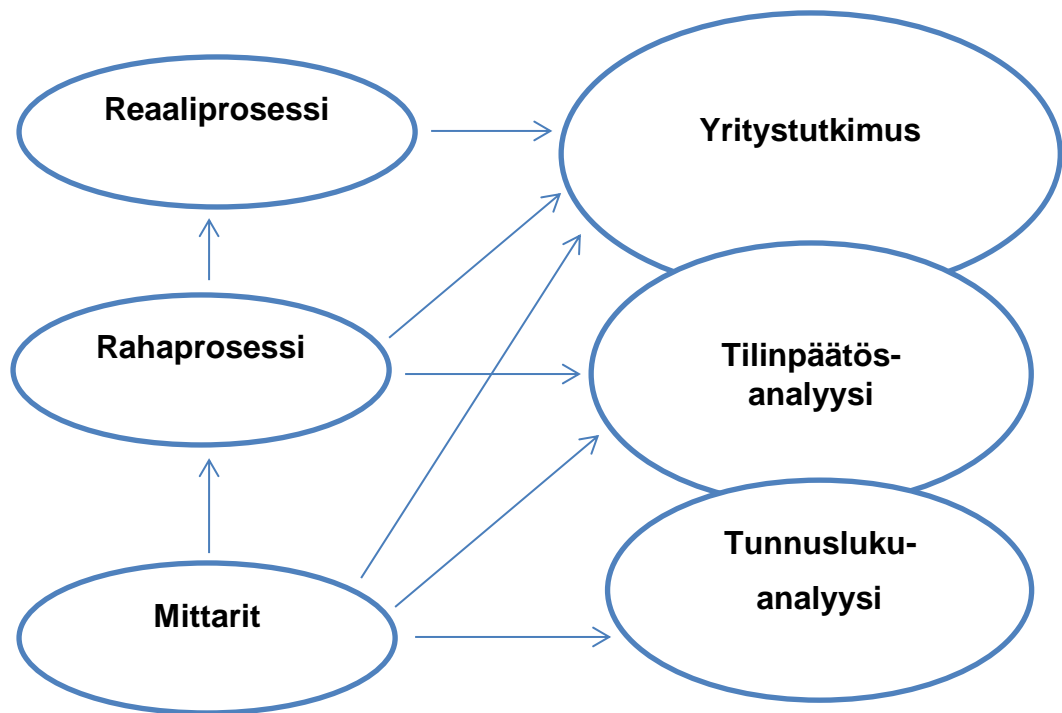 Reaaliprosessi
Yritystutkimus
Rahaprosessi
Tilinpäätös-
analyysi
Mittarit
Tunnusluku-
analyysi